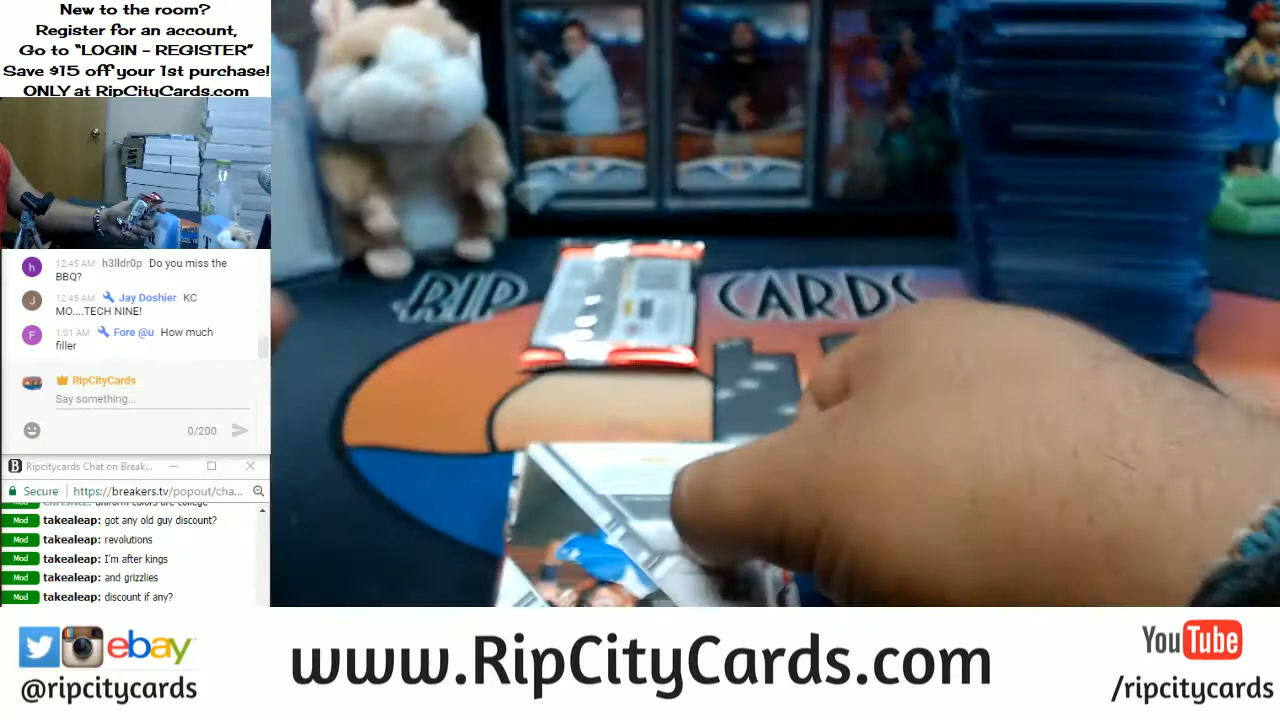 New to the room?
Register for an account,
Go to “LOGIN - REGISTER”
Save $15 off your 1st purchase!
ONLY at RipCityCards.com
h
12:45 AM h3lldr0p Do you miss the
BBQ?
J
12:45 AM Jay Doshier KC
MO....TECH NINE!
F
1:01 AM Fore @u How much
filler
RipCityCards
Say something...
0/200
B Ripcitycards Chat on Break...
Secure https://breakers.tv/popout/cha...
Mod takealeap: got any old guy discount?
Mod takealeap: revolutions
Mod takealeap: I'm after kings
Mod takealeap: and grizzlies
Mod takealeap: discount if any?
RIP CARDS
ebay
@ripcitycards
www.RipCityCards.com
YouTube
/ripcitycards